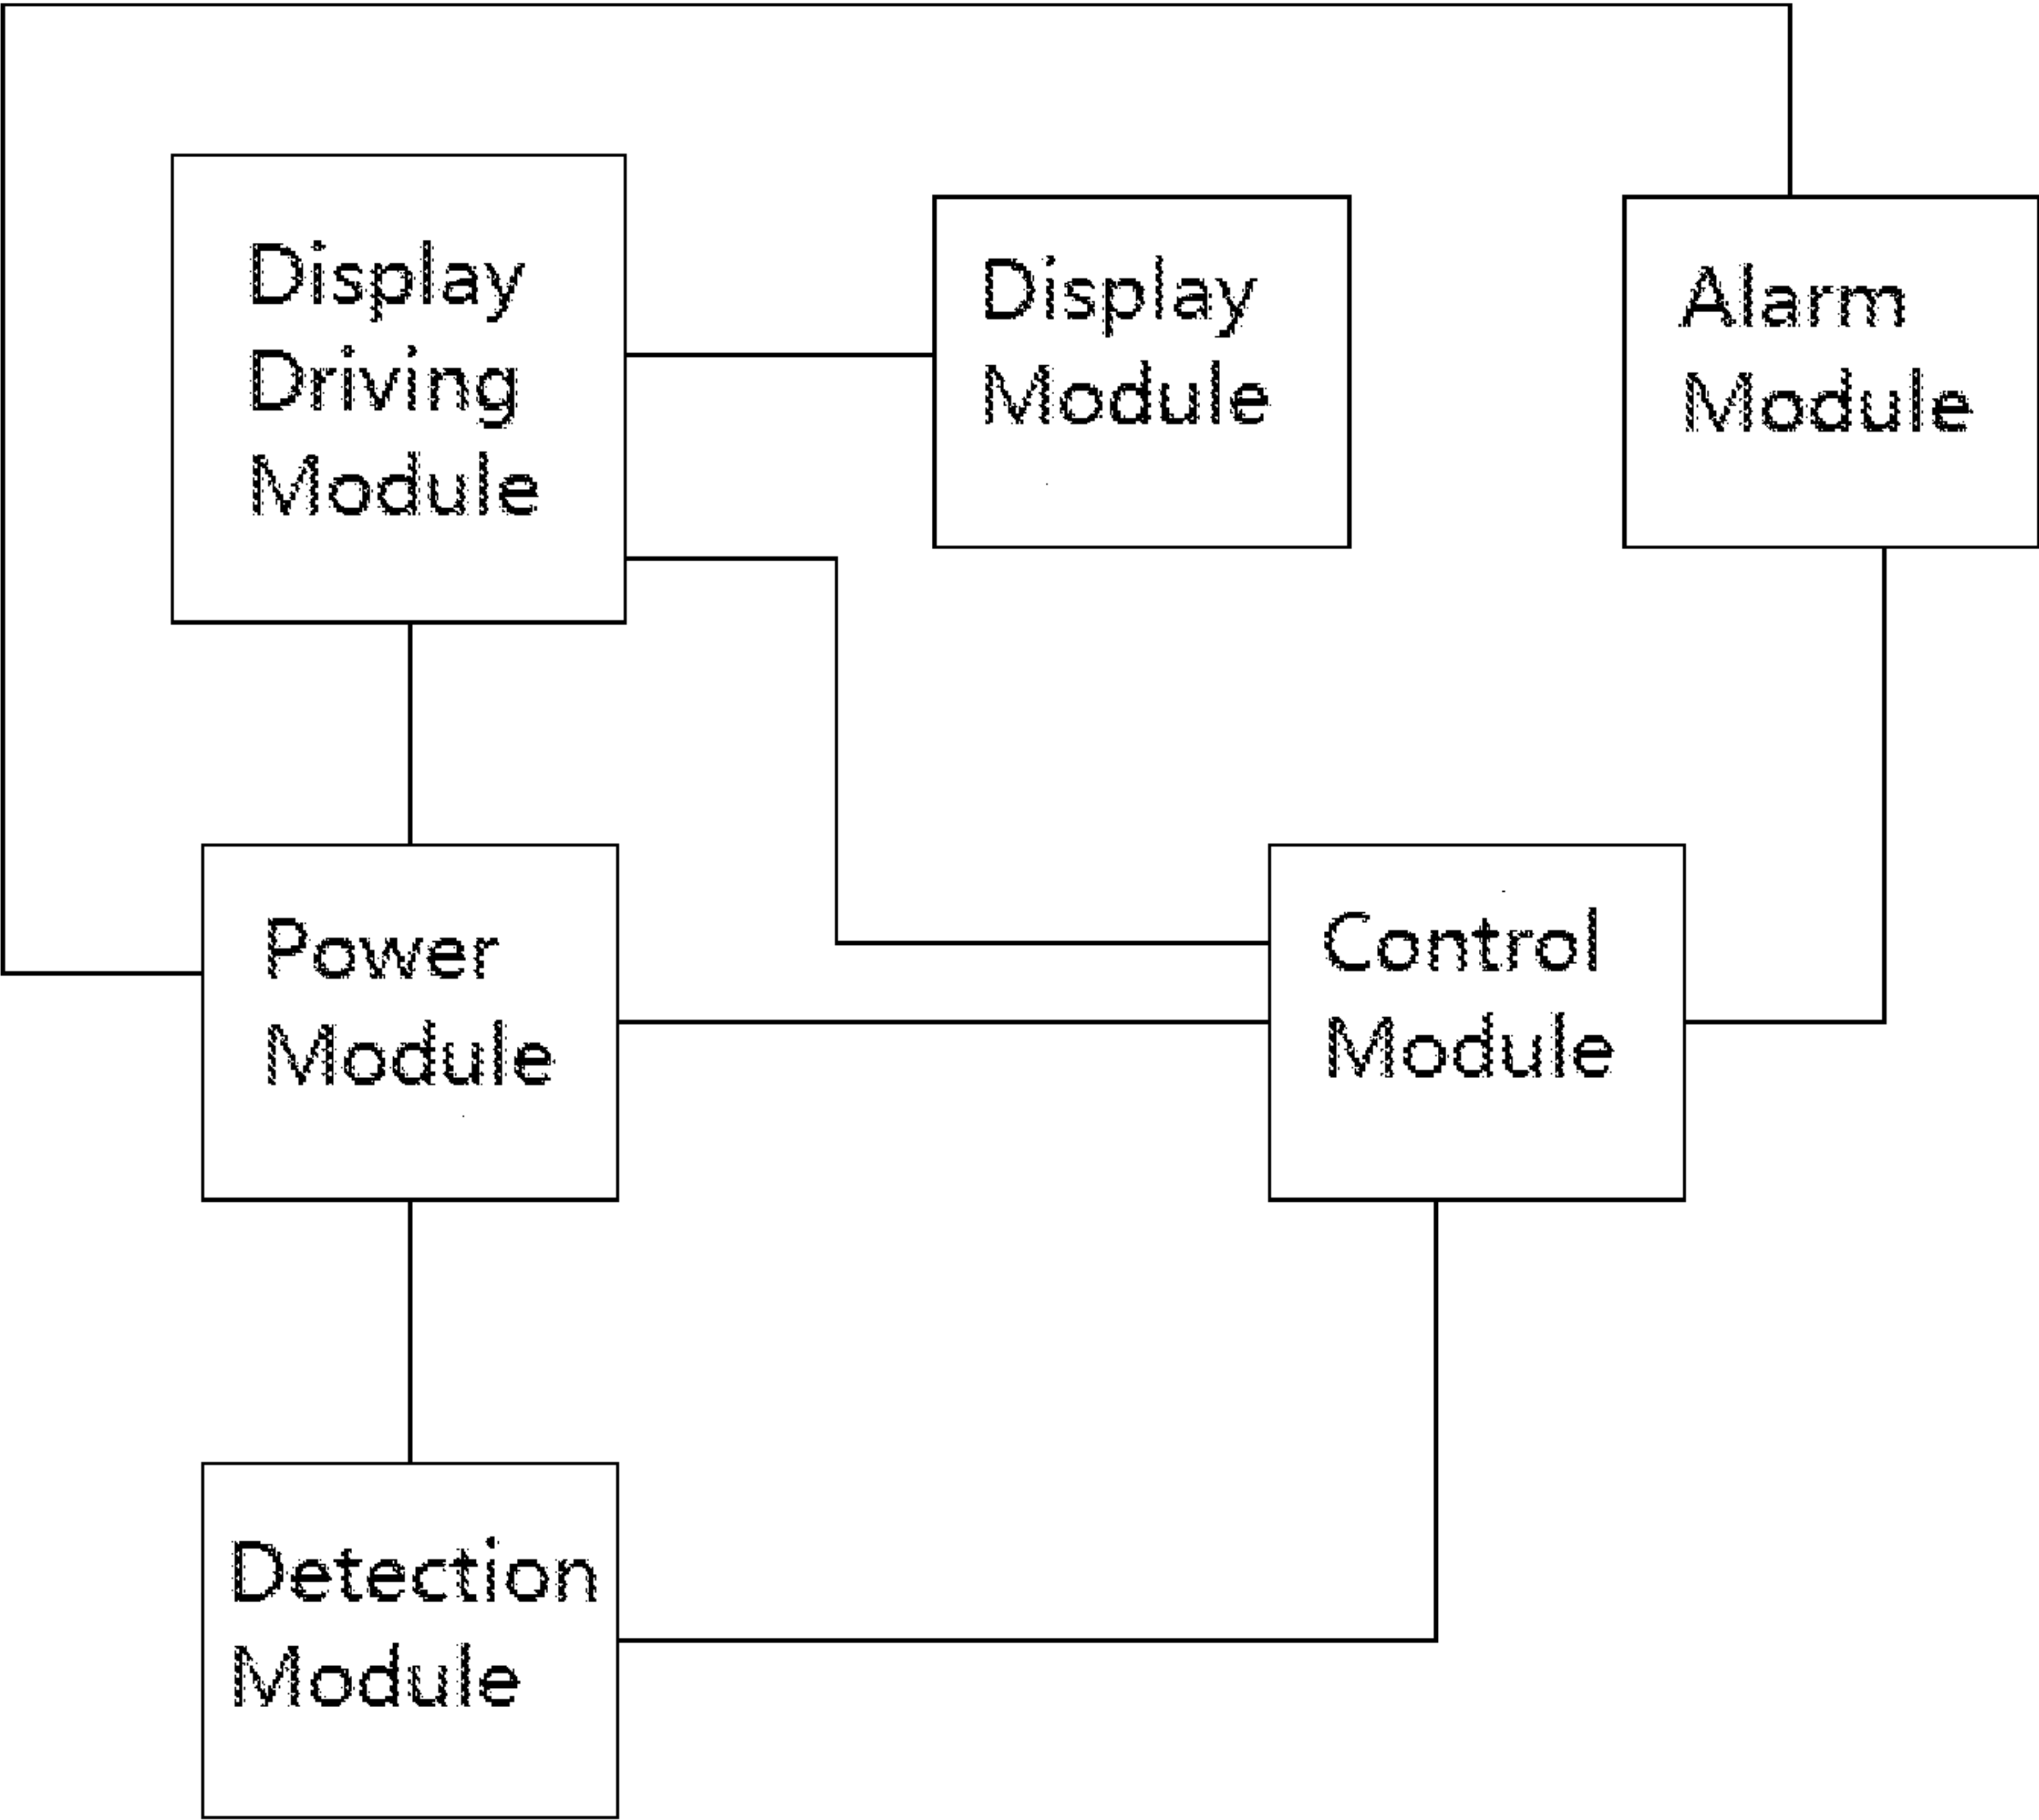 Display
Driving
Module
Display
Module
Alarm
Module
Power
Module
Control
Module
Detection
Module